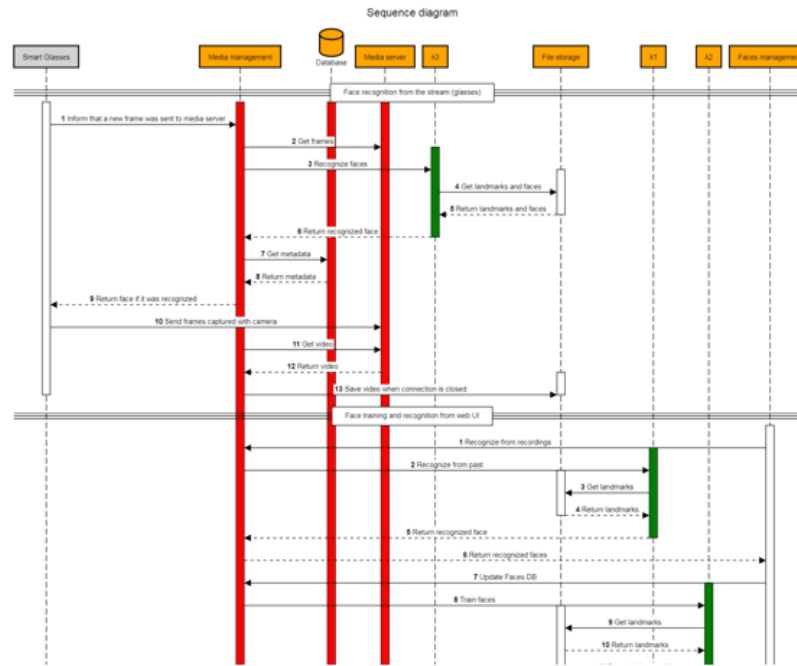 Sequence diagram
Smart Glasses
Media management
Database
Media server
λ3
File storage
λ1
λ2
Faces management
Face recognition from the stream (glasses)
1 Inform that a new frame was sent to media server
2 Get frames
3 Recognize faces
4 Get landmarks and faces
5 Return landmarks and faces
6 Return recognized face
7 Get metadata
8 Return metadata
9 Return face if it was recognized
10 Send frames captured with camera
11 Get video
12 Return video
13 Save video when connection is closed
Face training and recognition from web UI
1 Recognize from recordings
2 Recognize from past
3 Get landmarks
4 Return landmarks
5 Return recognized face
6 Return recognized faces
7 Update Faces DB
8 Train faces
9 Get landmarks
10 Return landmarks